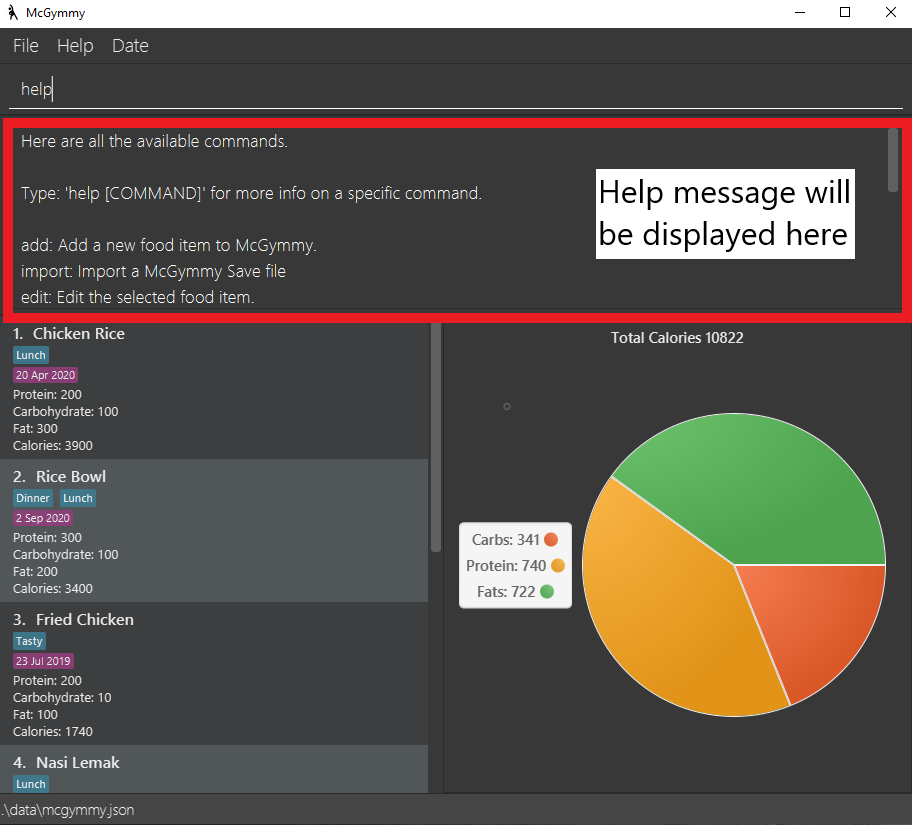 McGymmy
File Help Date
help
Here are all the available commands.
Type: 'help [COMMAND]' for more info on a specific command.
add: Add a new food item to McGymmy.
import: Import a McGymmy Save file
edit: Edit the selected food item.
Help message will
be displayed here
1. Chicken Rice
Lunch
20 Apr 2020
Protein: 200
Carbohydrate: 100
Fat: 300
Calories: 3900
2. Rice Bowl
Dinner Lunch
2 Sep 2020
Protein: 300
Carbohydrate: 100
Fat: 200
Calories: 3400
3. Fried Chicken
Tasty
23 Jul 2019
Protein: 200
Carbohydrate: 10
Fat: 100
Calories: 1740
4. Nasi Lemak
Lunch
Total Calories 10822
Carbs: 341
Protein: 740
Fats: 722
.\data\mcgymmy.json